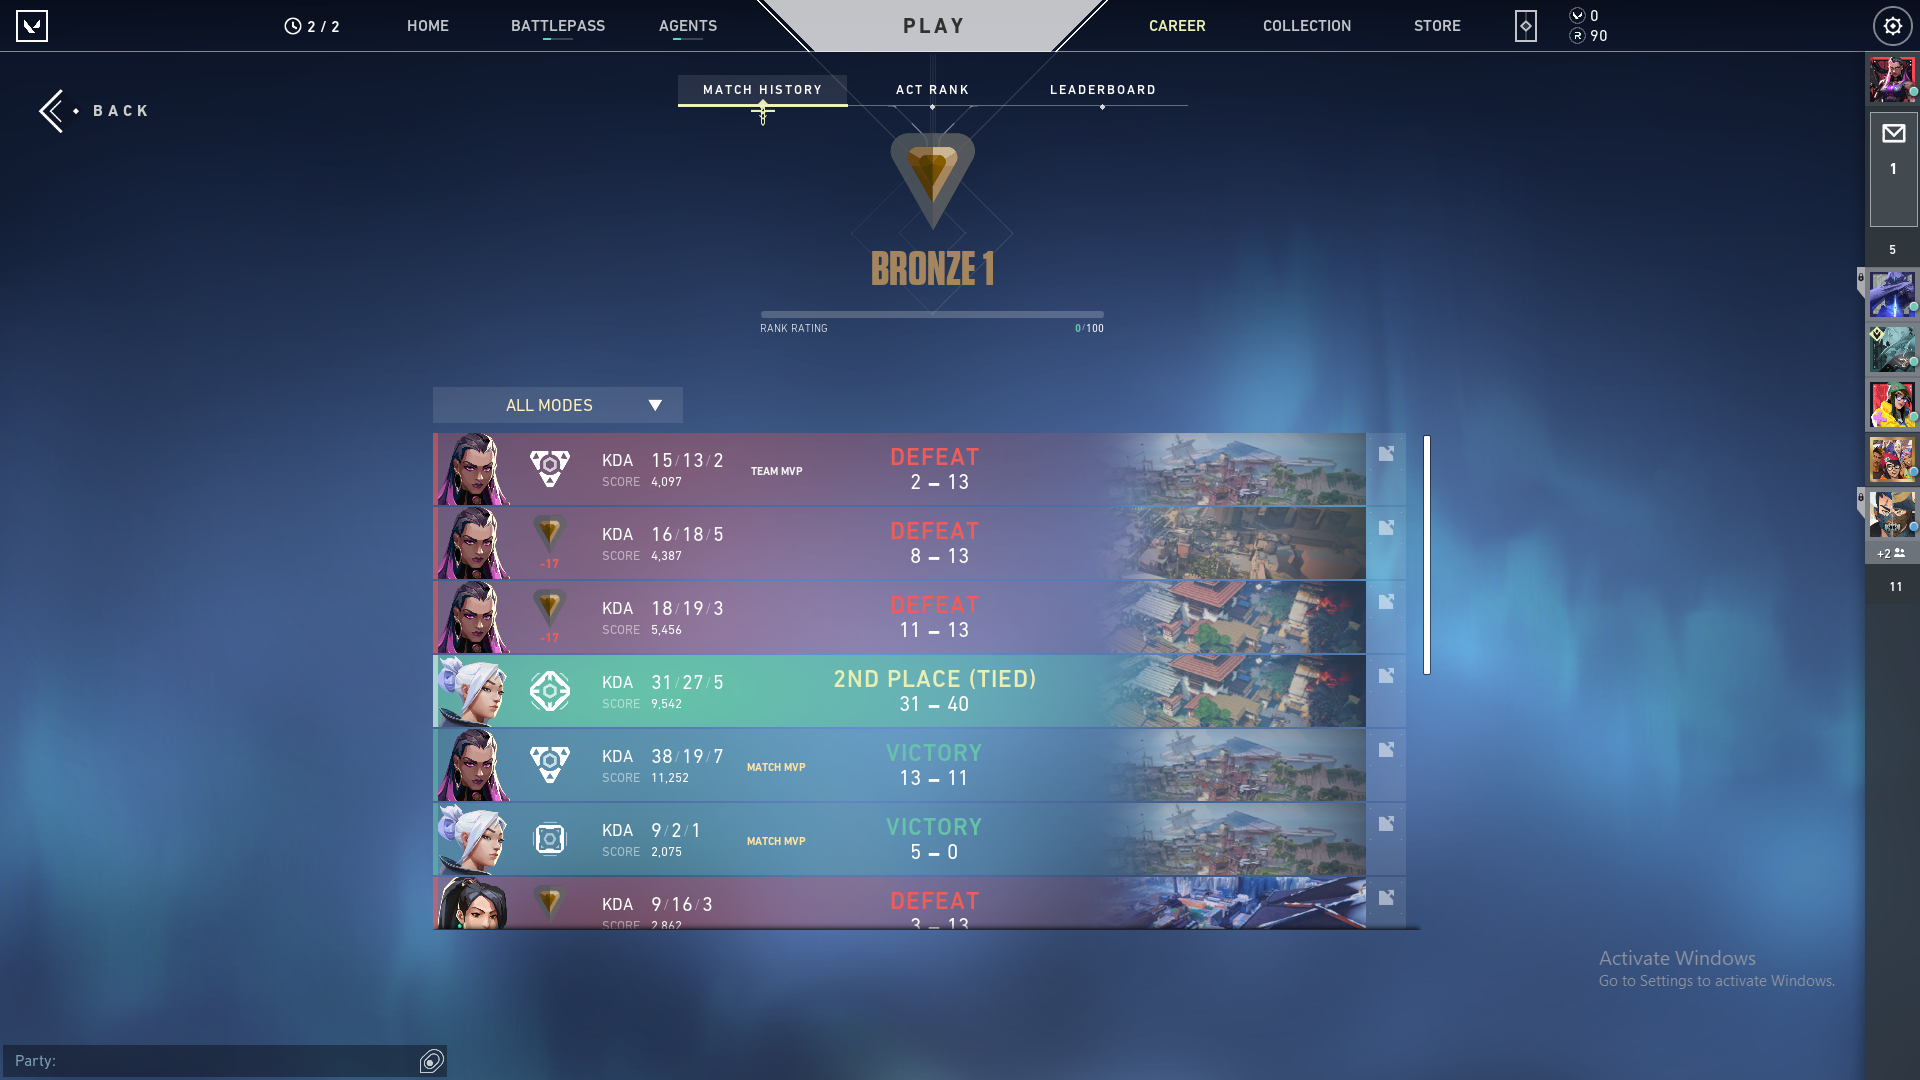 2 / 2 HOME BATTLEPASS AGENTS PLAY CAREER COLLECTION STORE 0
R 90
MATCH HISTORY ACT RANK LEADERBOARD
BACK
1
5
BRONZE 1
RANK RATING 0/100
ALL MODES
KDA 15/13/2 TEAM MVP DEFEAT
SCORE 4,097 2 – 13
KDA 16/18/5 DEFEAT
-17 SCORE 4,387 8 – 13
KDA 18/19/3 DEFEAT
-17 SCORE 5,456 11 – 13
KDA 31/27/5 2ND PLACE (TIED)
SCORE 9,542 31 – 40
KDA 38/19/7 MATCH MVP VICTORY
SCORE 11,252 13 – 11
KDA 9/2/1 MATCH MVP VICTORY
SCORE 2,075 5 – 0
KDA 9/16/3 DEFEAT
SCORE 2,862 3 – 13
+2
11
Activate Windows
Go to Settings to activate Windows.
Party: